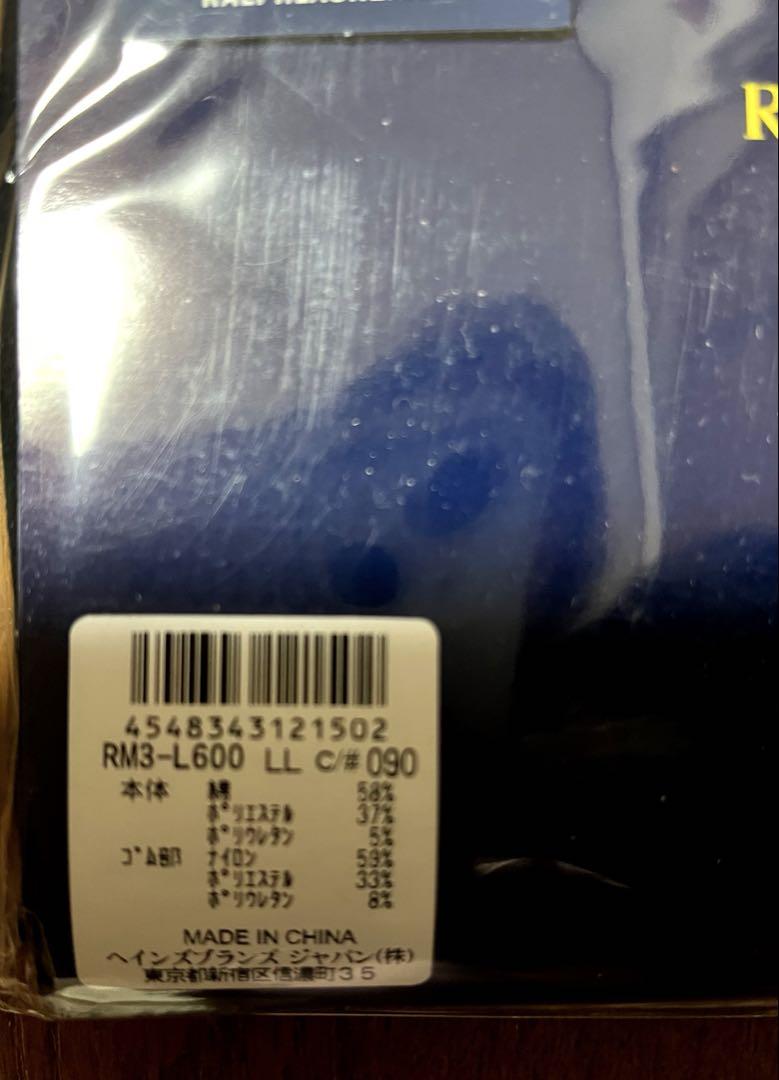 R
4548343121502
RM3-L600 LL C/# 090
本体 綿 58%
ﾎﾟﾘｴｽﾃﾙ 37%
ﾎﾟﾘｳﾚﾀﾝ 5%
ｺﾞﾑ部 ﾅｲﾛﾝ 59%
ﾎﾟﾘｴｽﾃﾙ 33%
ﾎﾟﾘｳﾚﾀﾝ 8%
MADE IN CHINA
ヘインズブランズ ジャパン(株)
東京都新宿区信濃町35